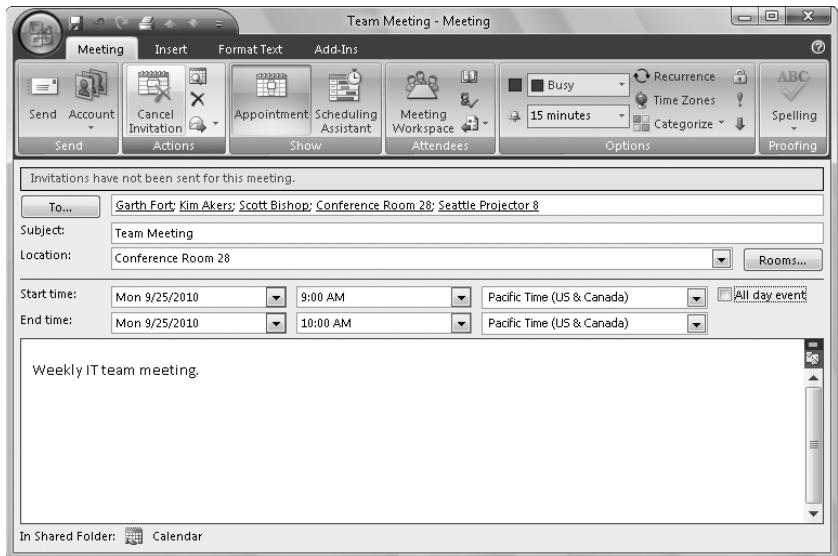 Team Meeting - Meeting
Meeting Insert Format Text Add-Ins
Send Account Cancel Invitation Appointment Scheduling Assistant Meeting Workspace Busy 15 minutes Recurrence Time Zones Categorize ABC Spelling
Send Actions Show Attendees Options Proofing
Invitations have not been sent for this meeting.
To... Garth Fort; Kim Akers; Scott Bishop; Conference Room 28; Seattle Projector 8
Subject: Team Meeting
Location: Conference Room 28 Rooms...
Start time: Mon 9/25/2010 9:00 AM Pacific Time (US & Canada) All day event
End time: Mon 9/25/2010 10:00 AM Pacific Time (US & Canada)
Weekly IT team meeting.
In Shared Folder: Calendar